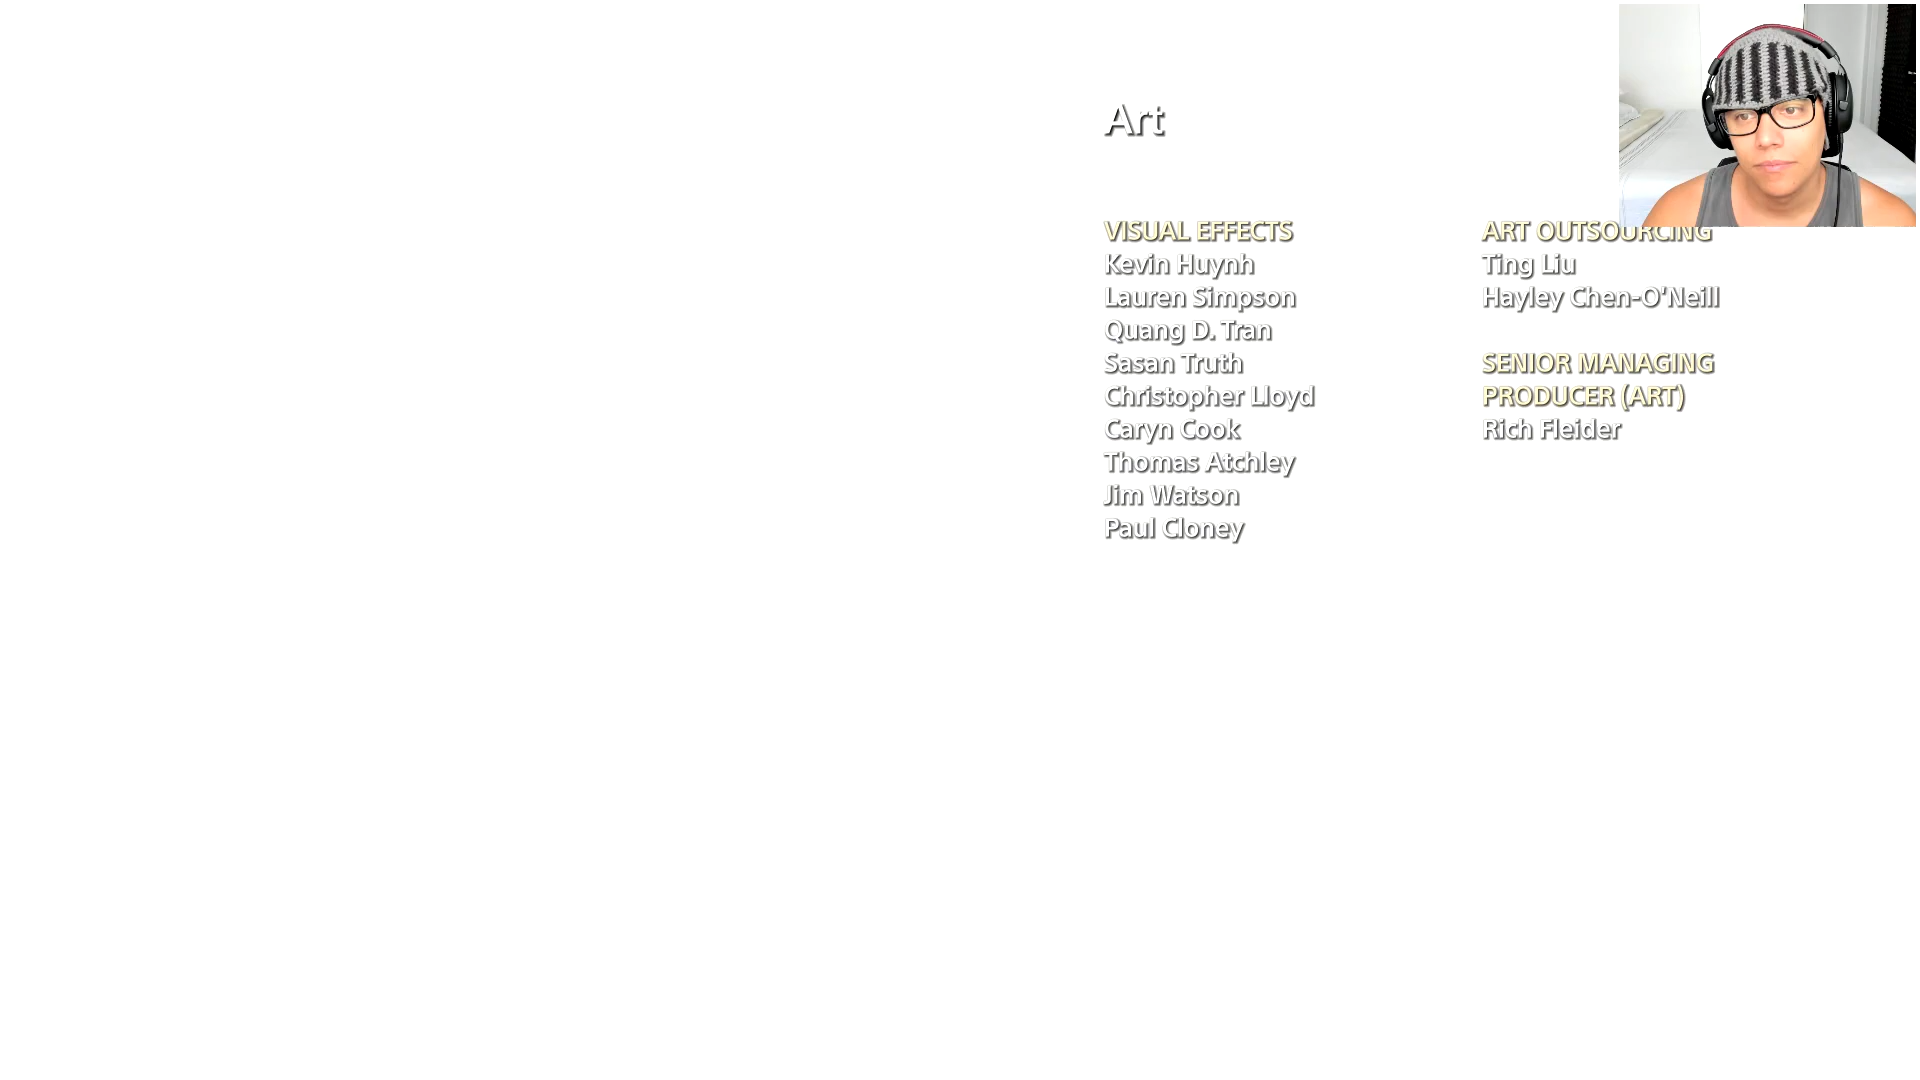 Art
VISUAL EFFECTS
Kevin Huynh
Lauren Simpson
Quang D. Tran
Sasan Truth
Christopher Lloyd
Caryn Cook
Thomas Atchley
Jim Watson
Paul Cloney
ART OUTSOURCING
Ting Liu
Hayley Chen-O'Neill
SENIOR MANAGING
PRODUCER (ART)
Rich Fleider